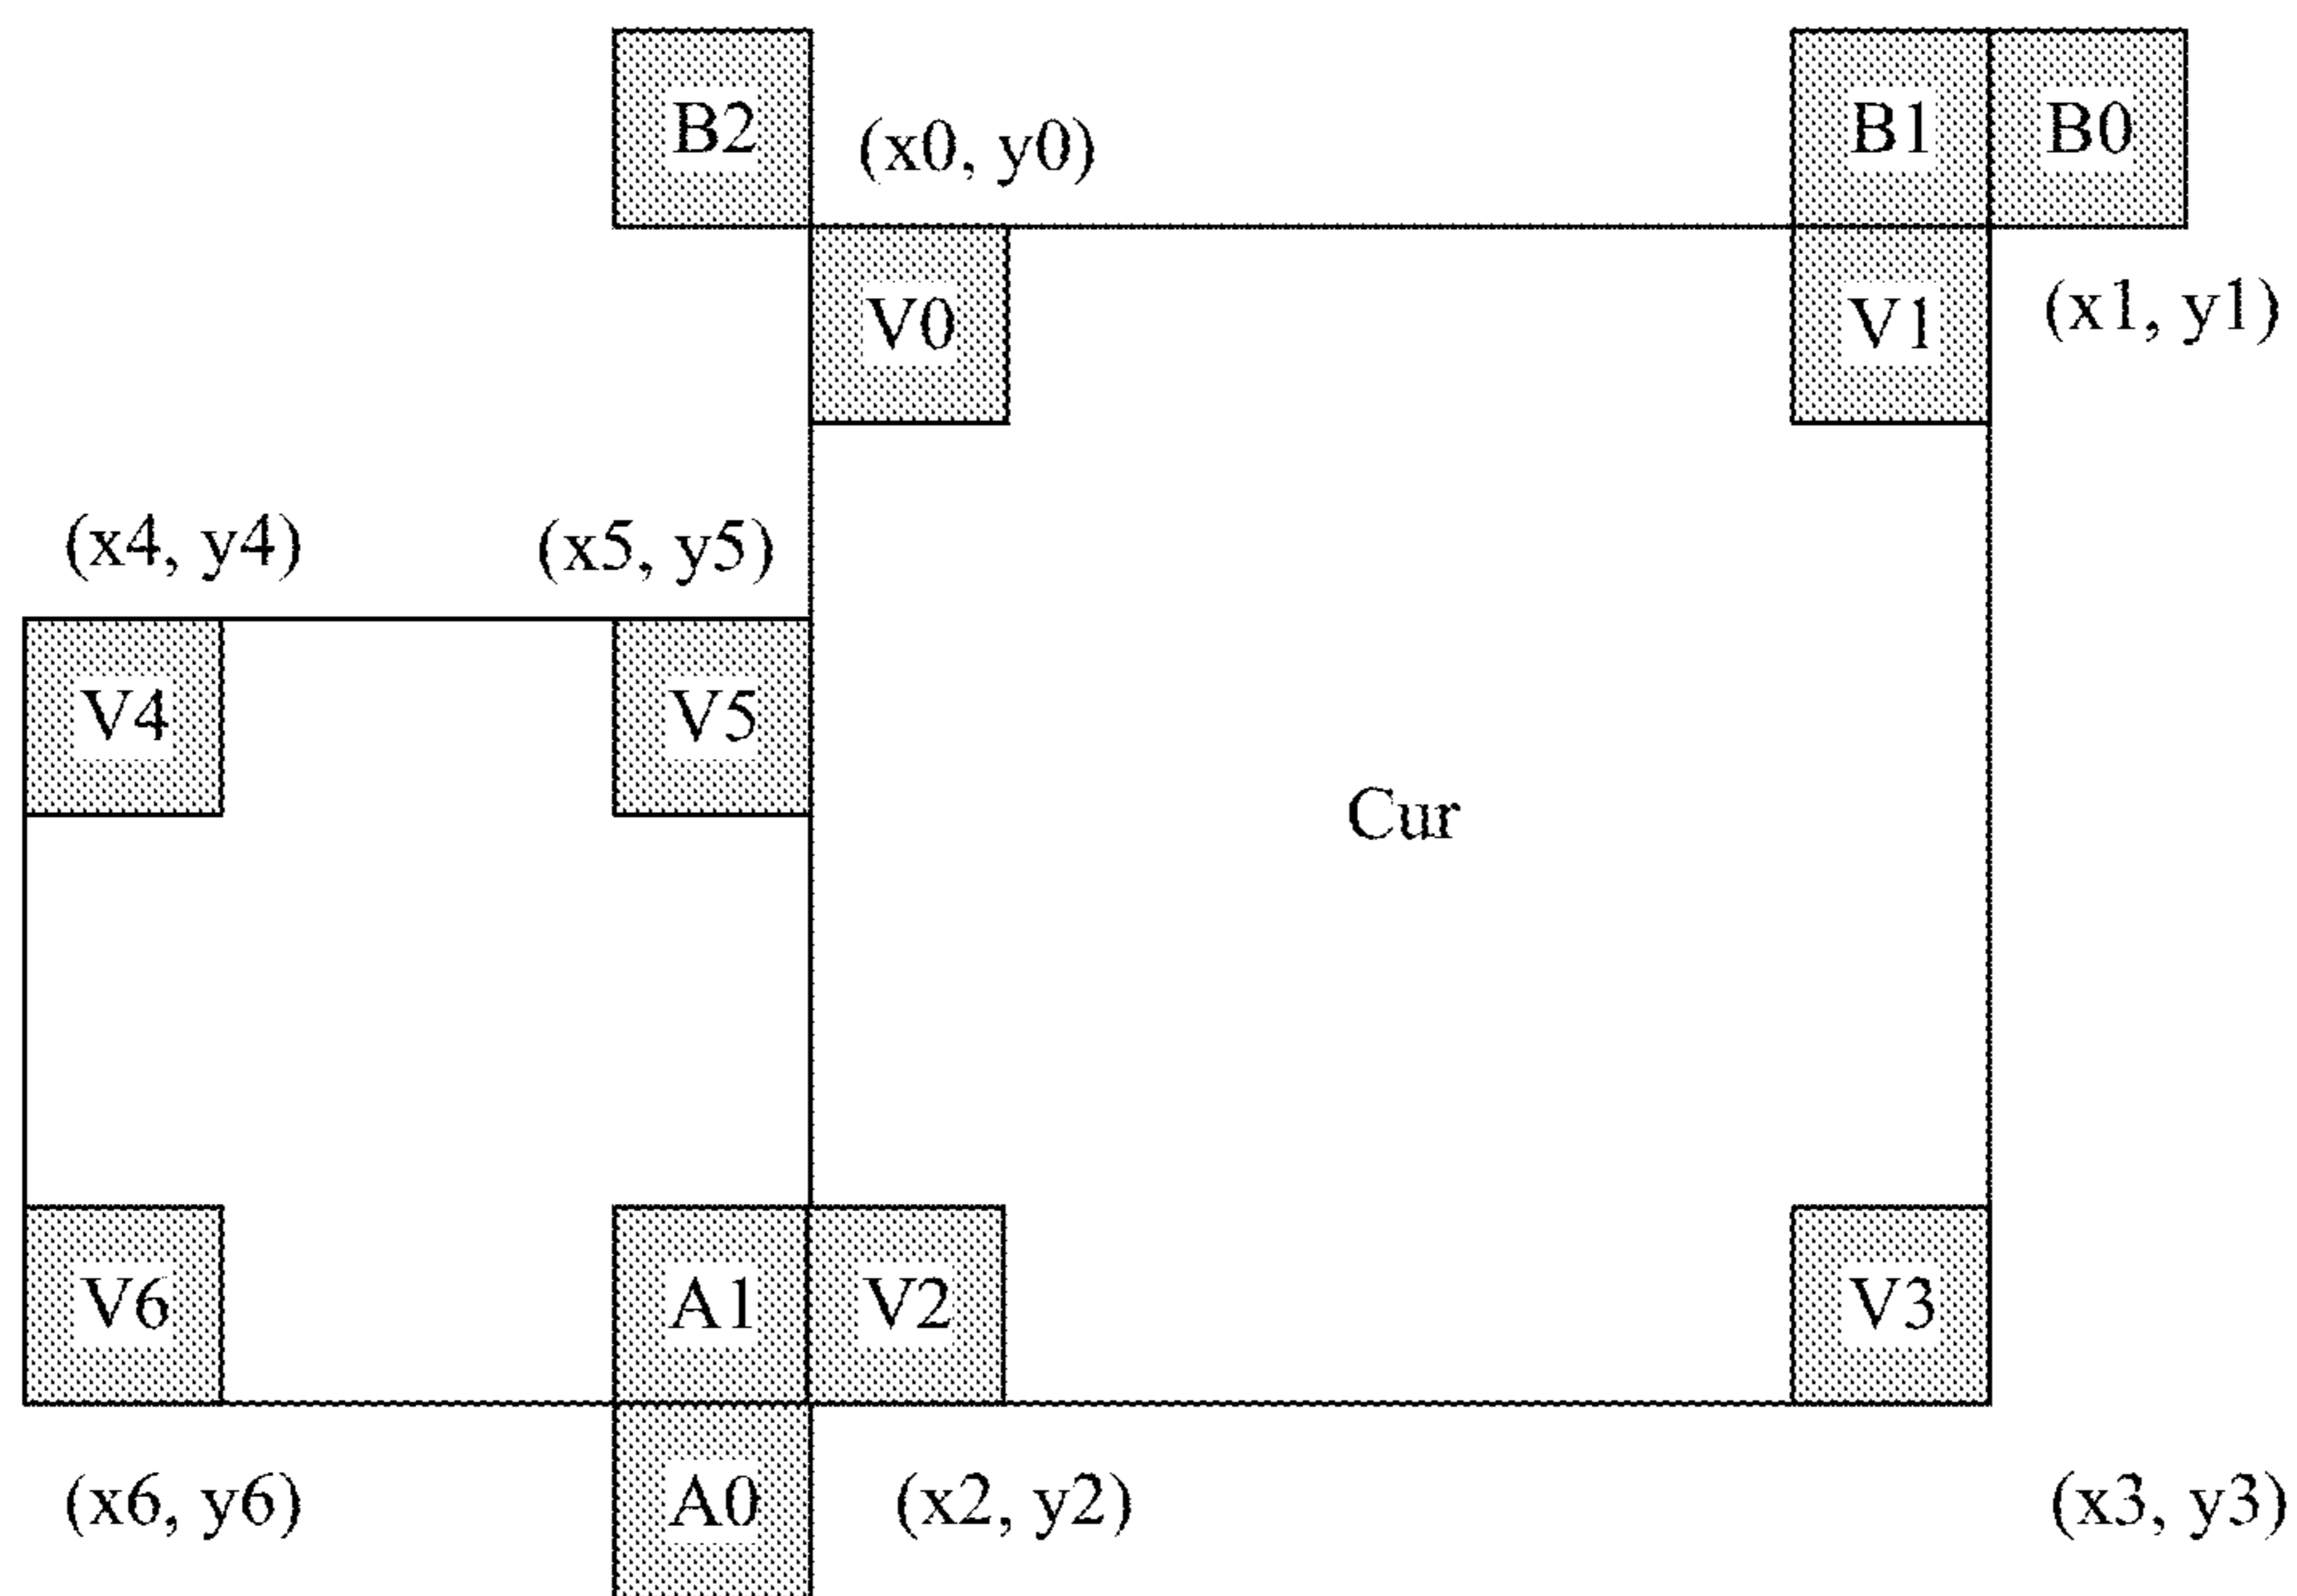 B2 (x0, y0) B1 B0
V0 V1 (x1, y1)
(x4, y4) (x5, y5)
V4 V5
Cur
V6 A1 V2 V3
(x6, y6) A0 (x2, y2) (x3, y3)